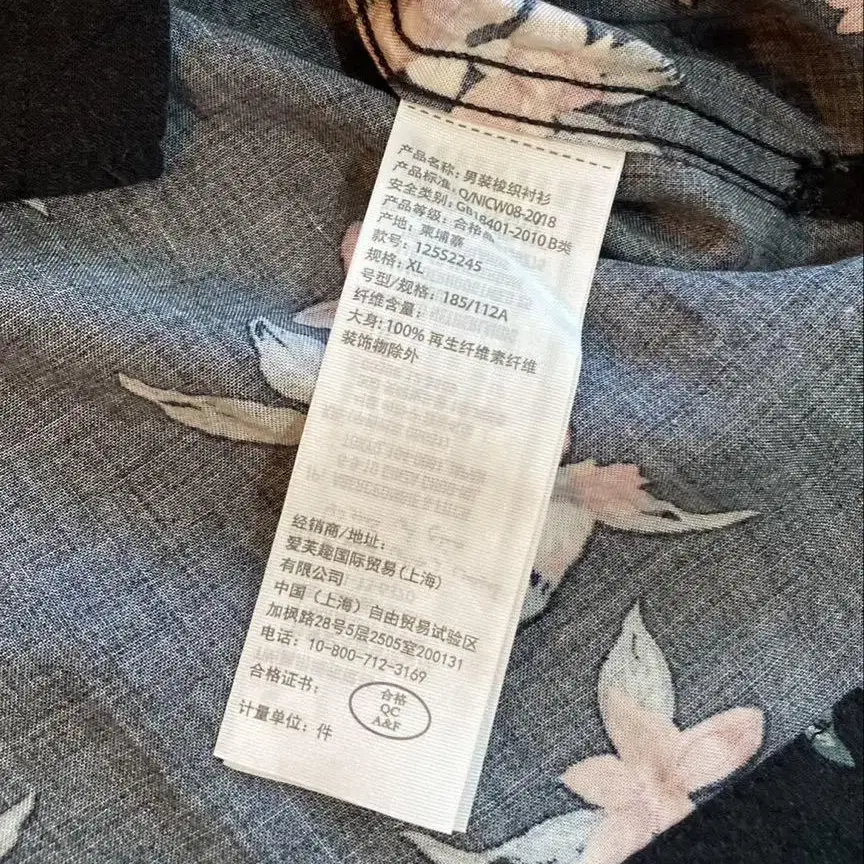 产品名称：男装梭织衬衫
产品标准：Q/NICW08-2018
安全类别：GB18401-2010 B类
产品等级：合格
产地：柬埔寨
款号：12552245
规格：XL
号型/规格：185/112A
纤维含量：
大身：100% 再生纤维素纤维
装饰物除外
经销商/地址：
爱芙趣国际贸易(上海)
有限公司
中国（上海）自由贸易试验区
加枫路28号5层2505室200131
电话：10-800-712-3169
合格证书：
合格
QC
A&F
计量单位：件